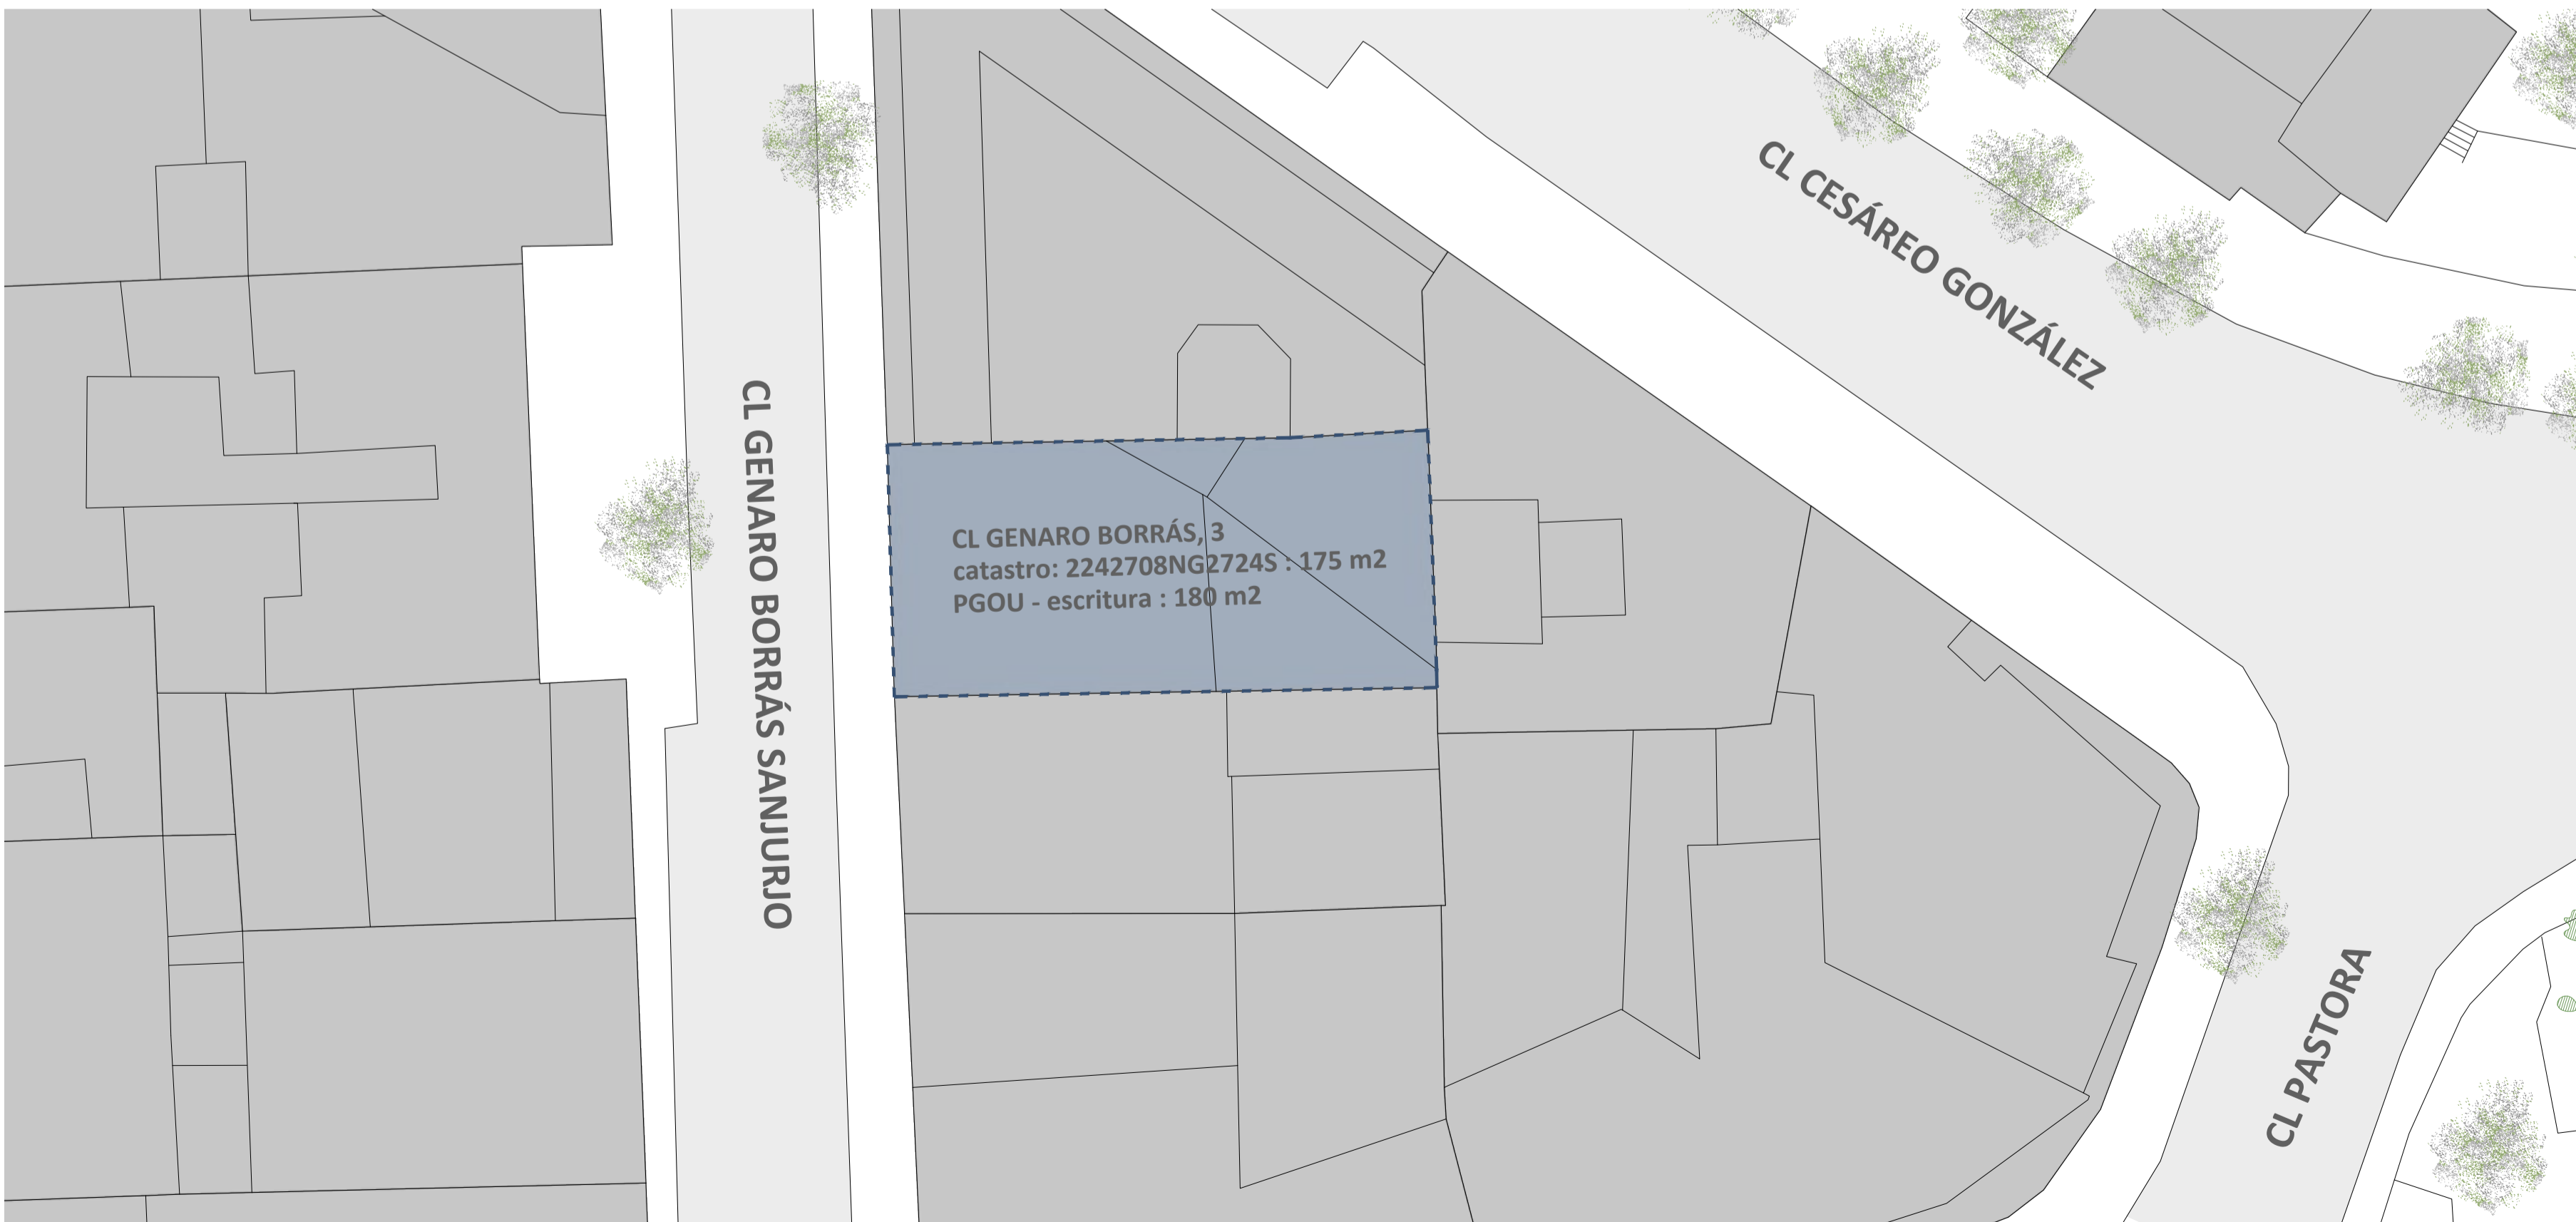 CL CESÁREO GONZÁLEZ
CL GENARO BORRÁS SANJURJO
CL GENARO BORRÁS, 3
catastro: 2242708NG2724S : 175 m2
PGOU - escritura : 180 m2
CL PASTORA